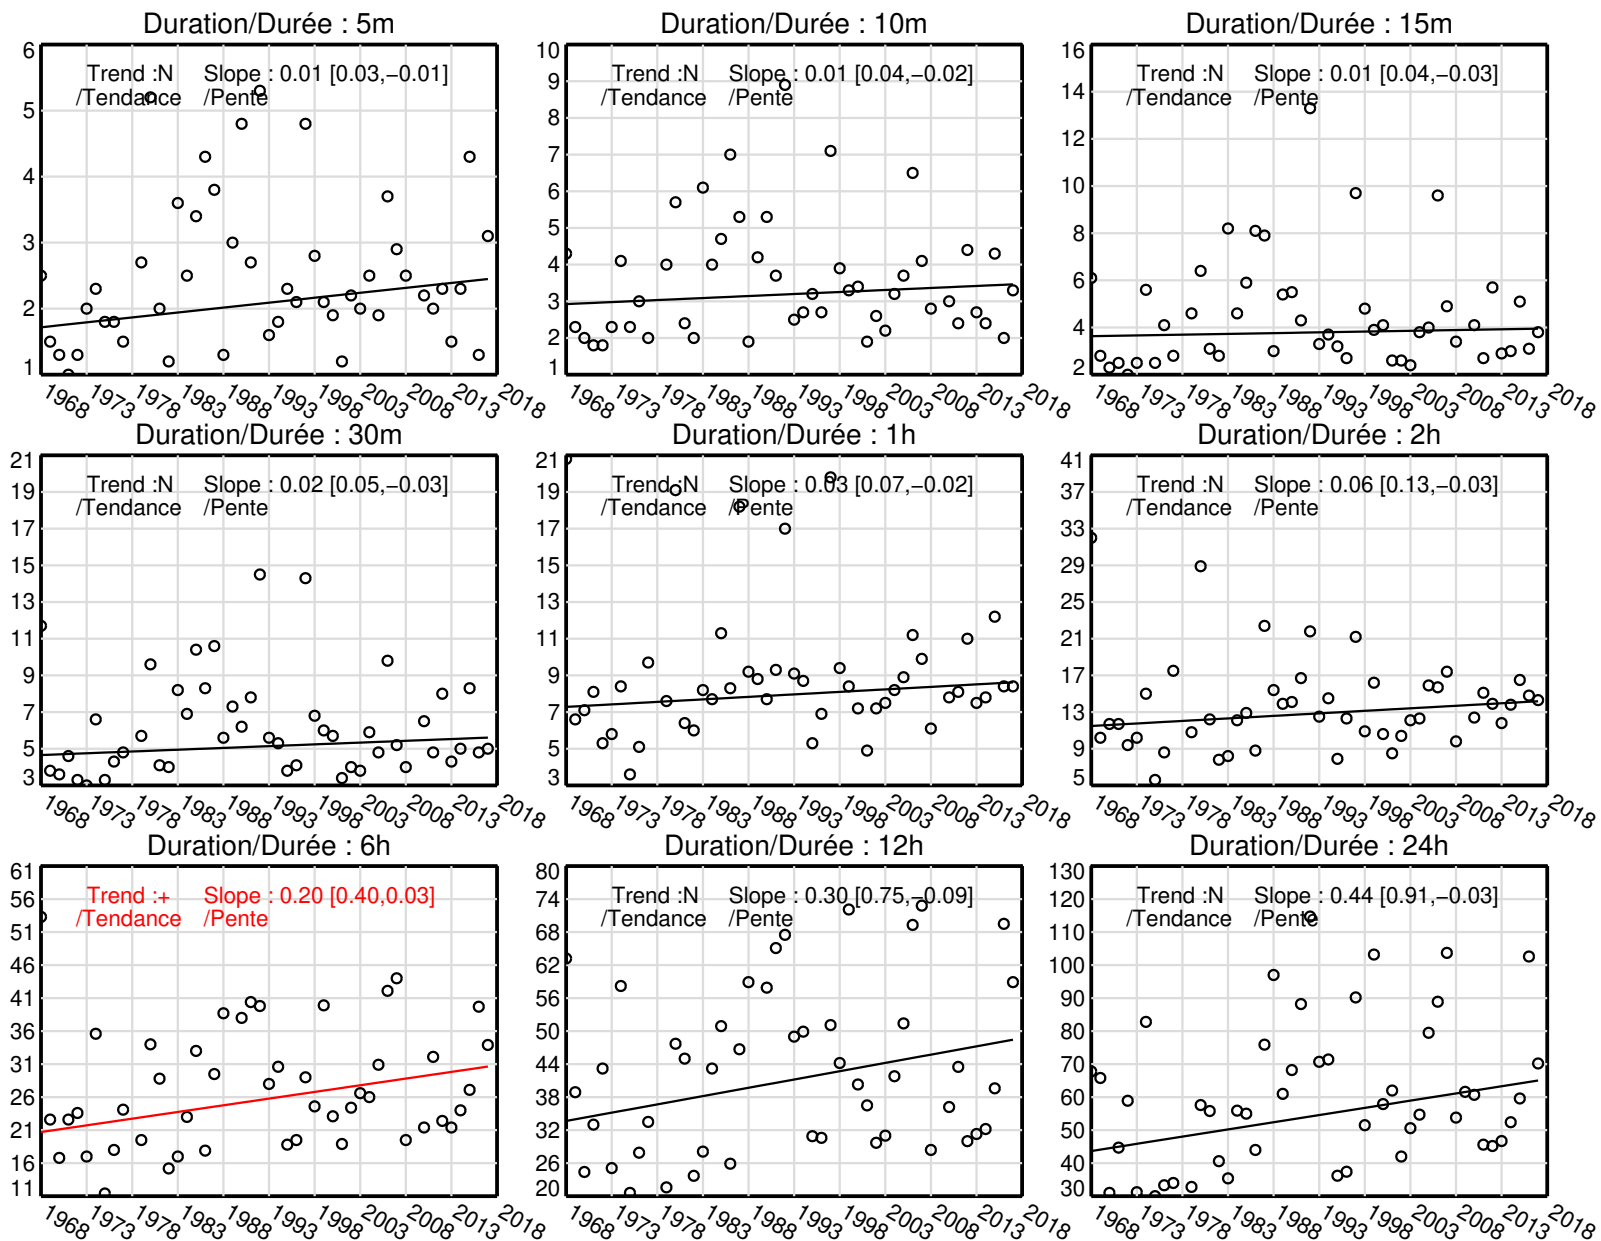 Duration/Durée : 5m
Trend :N Slope : 0.01 [0.03,−0.01]
/Tendance /Pente
6
5
4
3
2
1
1968 1973 1978 1983 1988 1993 1998 2003 2008 2013 2018
Duration/Durée : 10m
Trend :N Slope : 0.01 [0.04,−0.02]
/Tendance /Pente
10
9
8
7
6
5
4
3
2
1
1968 1973 1978 1983 1988 1993 1998 2003 2008 2013 2018
Duration/Durée : 15m
Trend :N Slope : 0.01 [0.04,−0.03]
/Tendance /Pente
16
14
12
10
8
6
4
2
1968 1973 1978 1983 1988 1993 1998 2003 2008 2013 2018
Duration/Durée : 30m
Trend :N Slope : 0.02 [0.05,−0.03]
/Tendance /Pente
21
19
17
15
13
11
9
7
5
3
1968 1973 1978 1983 1988 1993 1998 2003 2008 2013 2018
Duration/Durée : 1h
Trend :N Slope : 0.03 [0.07,−0.02]
/Tendance /Pente
21
19
17
15
13
11
9
7
5
3
1968 1973 1978 1983 1988 1993 1998 2003 2008 2013 2018
Duration/Durée : 2h
Trend :N Slope : 0.06 [0.13,−0.03]
/Tendance /Pente
41
37
33
29
25
21
17
13
9
5
1968 1973 1978 1983 1988 1993 1998 2003 2008 2013 2018
Duration/Durée : 6h
Trend :+ Slope : 0.20 [0.40,0.03]
/Tendance /Pente
61
56
51
46
41
36
31
26
21
16
11
1968 1973 1978 1983 1988 1993 1998 2003 2008 2013 2018
Duration/Durée : 12h
Trend :N Slope : 0.30 [0.75,−0.09]
/Tendance /Pente
80
74
68
62
56
50
44
38
32
26
20
1968 1973 1978 1983 1988 1993 1998 2003 2008 2013 2018
Duration/Durée : 24h
Trend :N Slope : 0.44 [0.91,−0.03]
/Tendance /Pente
130
120
110
100
90
80
70
60
50
40
30
1968 1973 1978 1983 1988 1993 1998 2003 2008 2013 2018